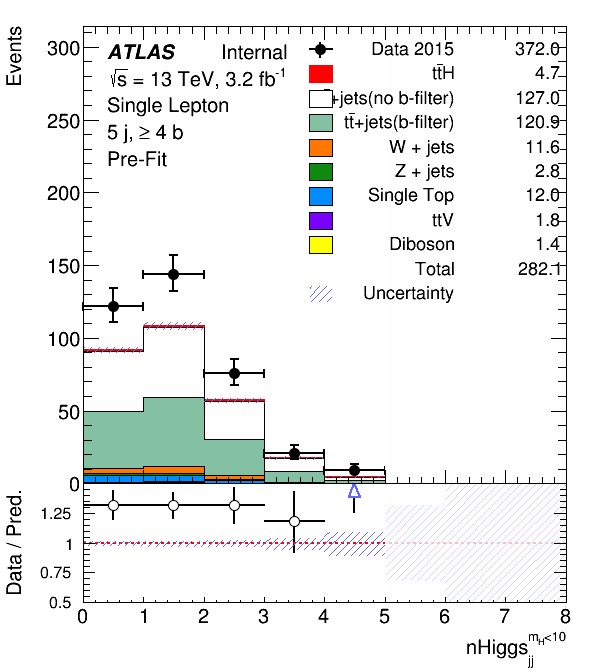 Events
300
250
200
150
100
50
0
ATLAS Internal
√s = 13 TeV, 3.2 fb⁻¹
Single Lepton
5 j, ≥ 4 b
Pre-Fit
Data 2015 372.0
tt̄H 4.7
+jets(no b-filter) 127.0
tt̄+jets(b-filter) 120.9
W + jets 11.6
Z + jets 2.8
Single Top 12.0
ttV 1.8
Diboson 1.4
Total 282.1
Uncertainty
Data / Pred.
1.25
1
0.75
0.5
0 1 2 3 4 5 6 7 8
nHiggs_jj^{m_H<10}